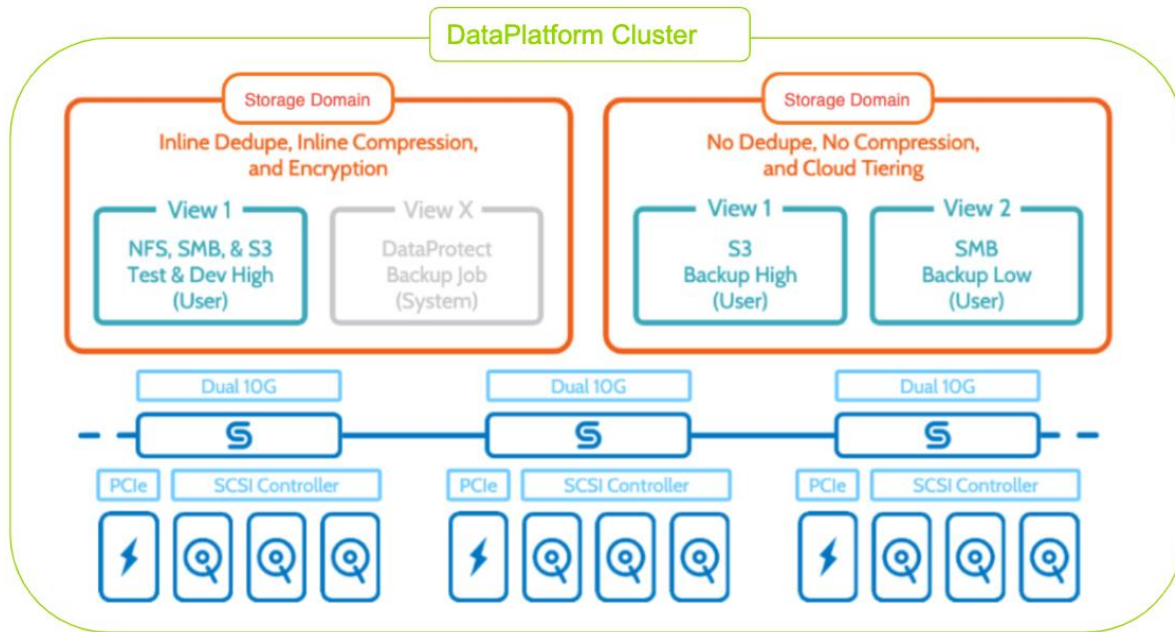 DataPlatform Cluster
Storage Domain
Inline Dedupe, Inline Compression,
and Encryption
View 1
NFS, SMB, & S3
Test & Dev High
(User)
View X
DataProtect
Backup Job
(System)
Storage Domain
No Dedupe, No Compression,
and Cloud Tiering
View 1
S3
Backup High
(User)
View 2
SMB
Backup Low
(User)
Dual 10G
Dual 10G
Dual 10G
PCIe
SCSI Controller
PCIe
SCSI Controller
PCIe
SCSI Controller